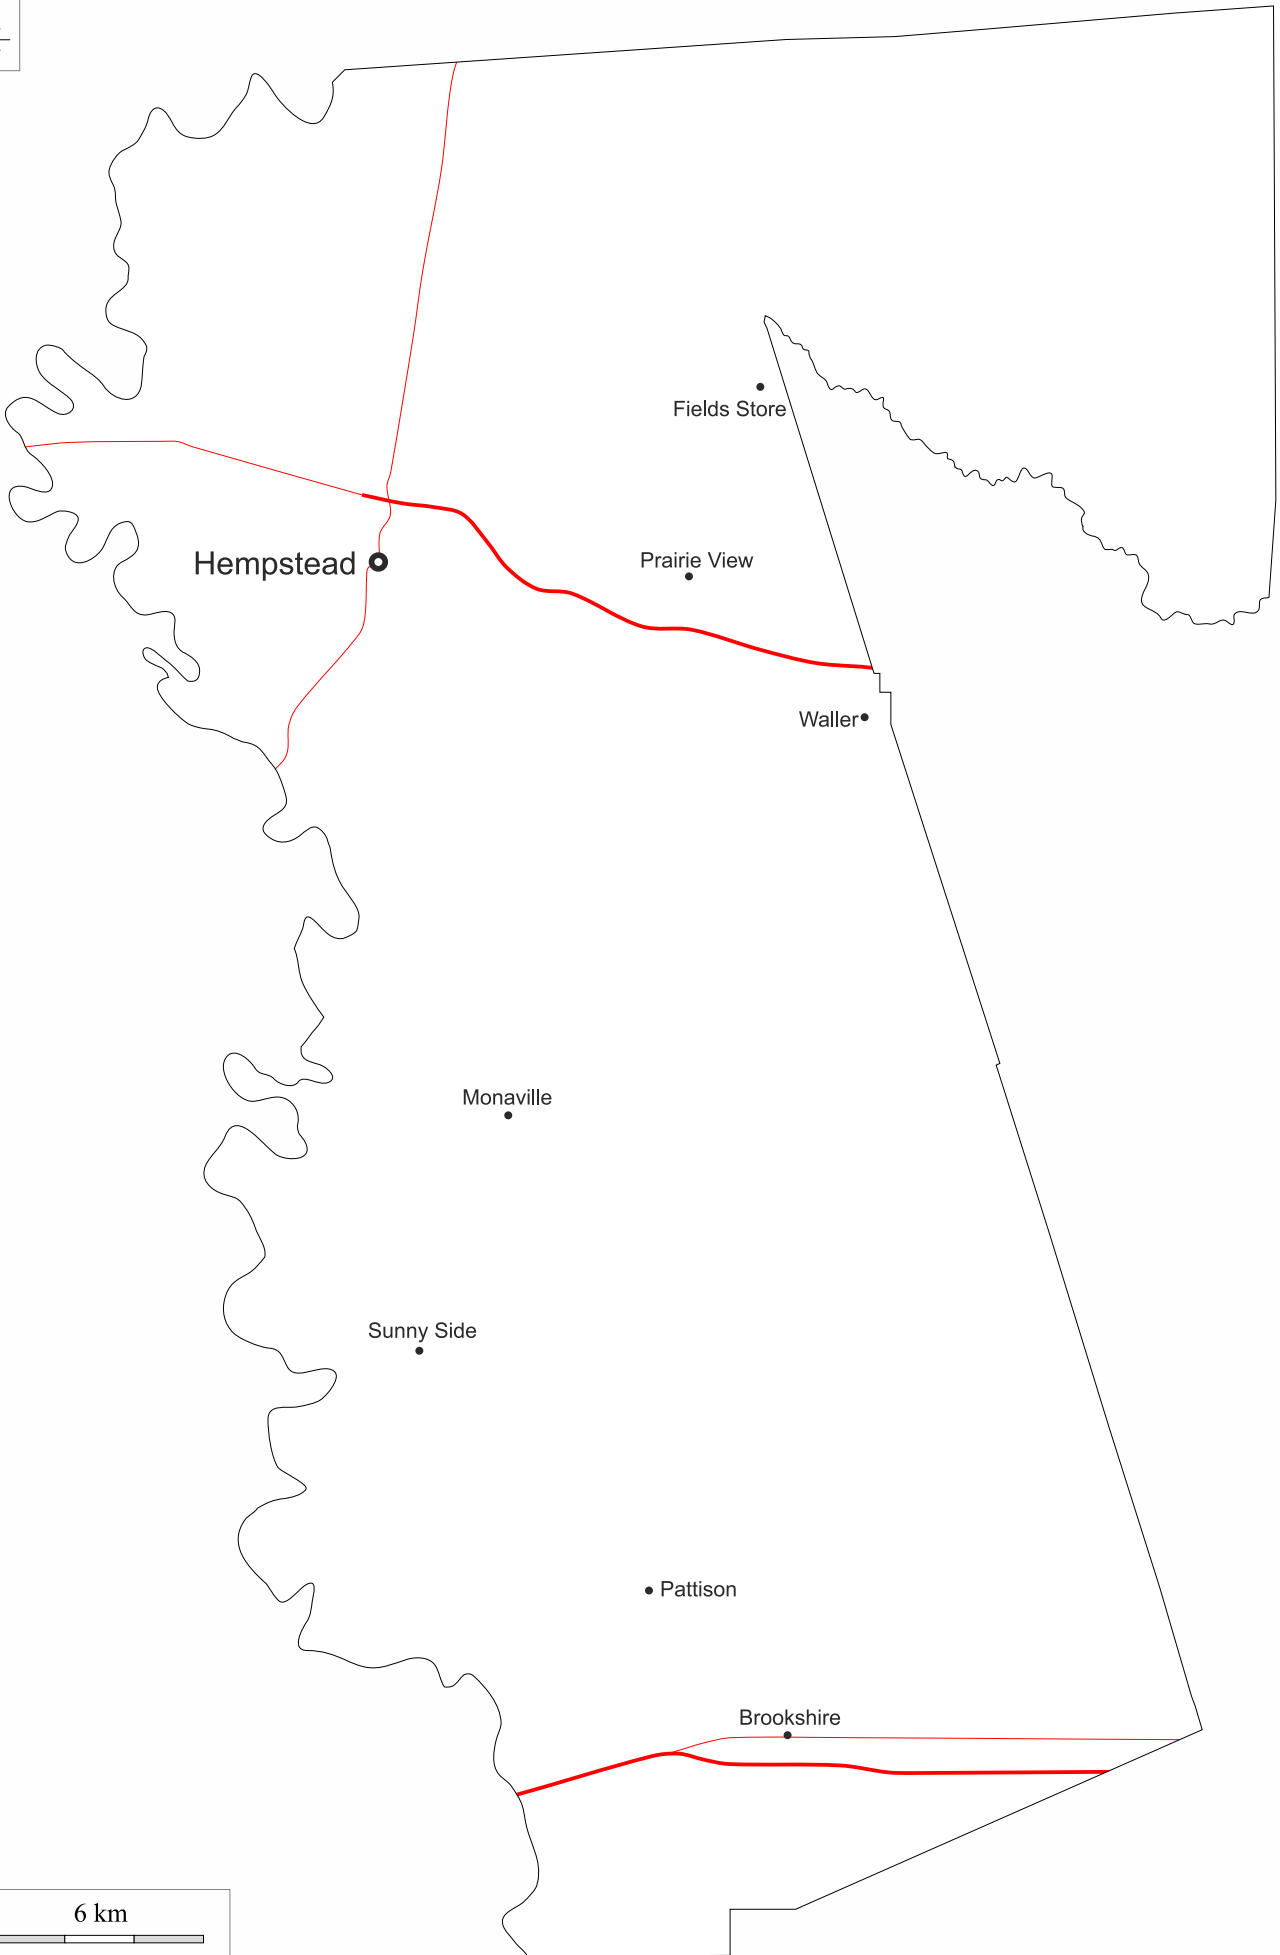 Fields Store
Hempstead
Prairie View
Waller
Monaville
Sunny Side
Pattison
Brookshire
6 km